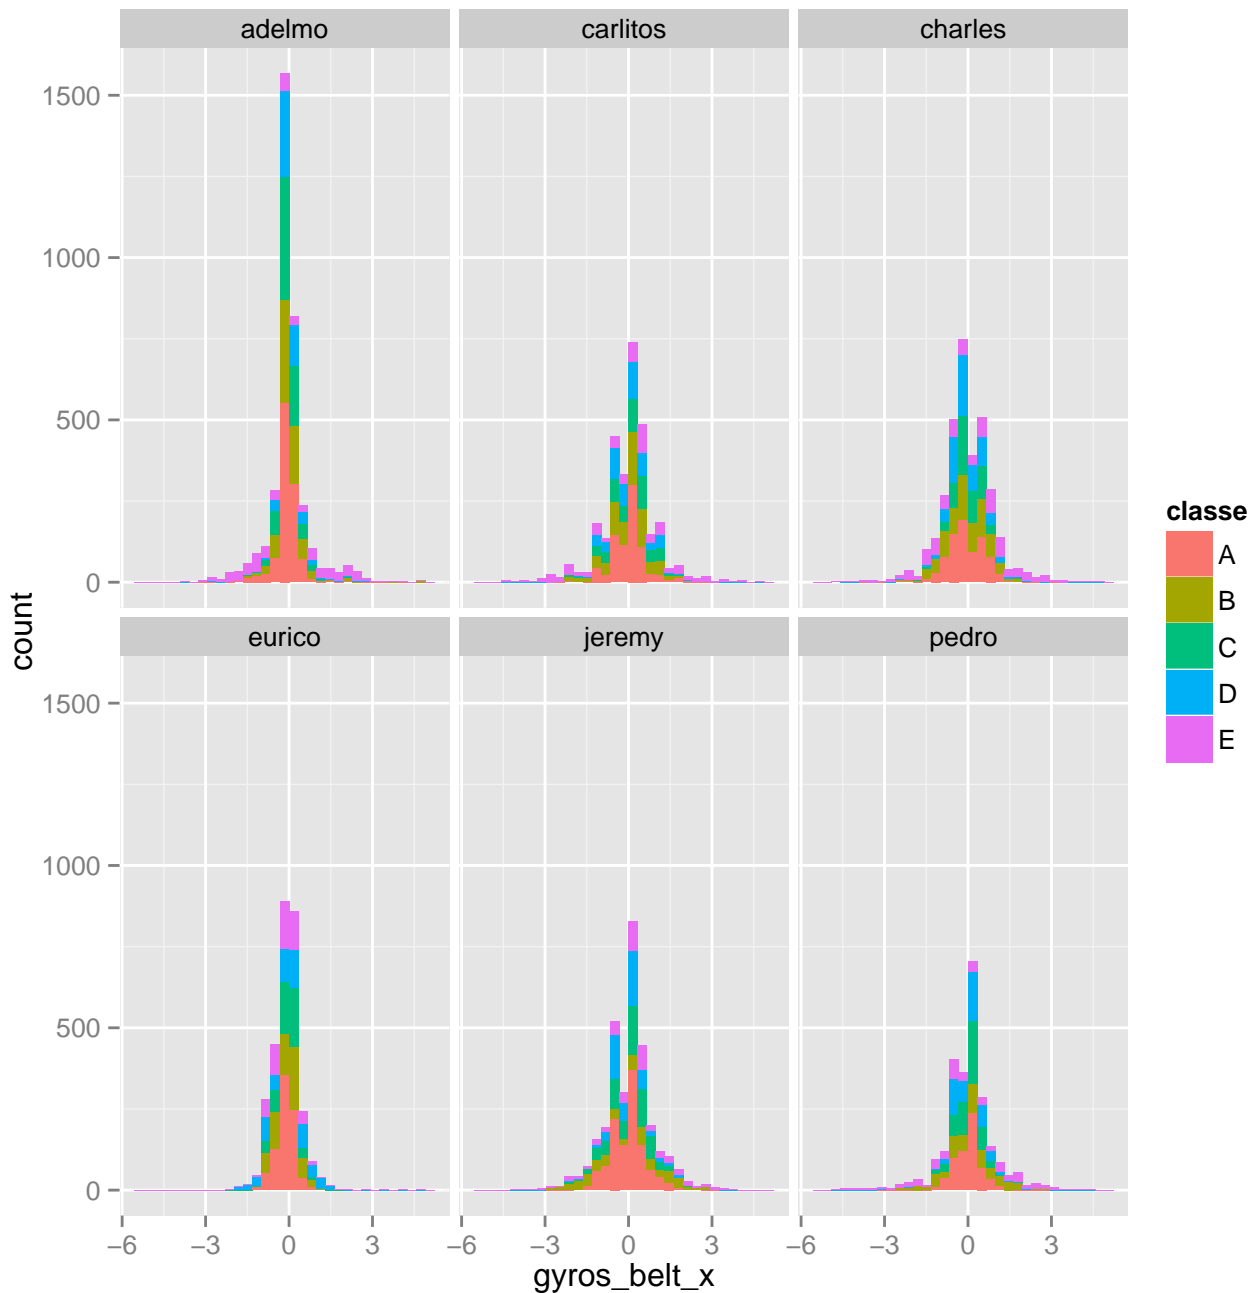 adelmo carlitos charles
1500
1000
500
0
eurico jeremy pedro
1500
1000
500
0
−6 −3 0 3 −6 −3 0 3 −6 −3 0 3
gyros_belt_x
count
classe
A
B
C
D
E